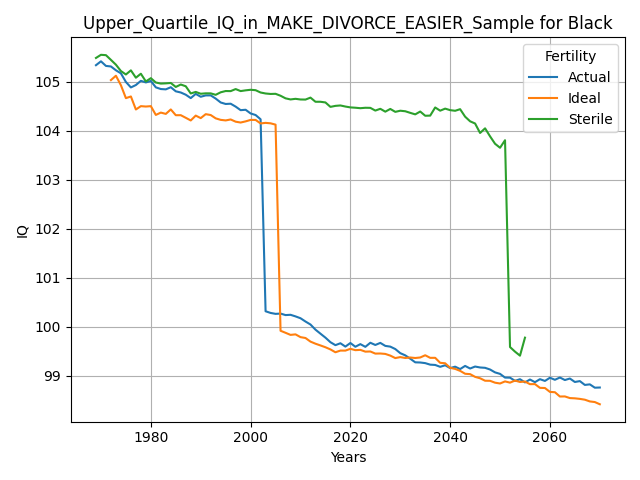 Upper_Quartile_IQ_in_MAKE_DIVORCE_EASIER_Sample for Black
Fertility
Actual
Ideal
Sterile
IQ
105
104
103
102
101
100
99
1980
2000
2020
2040
2060
Years